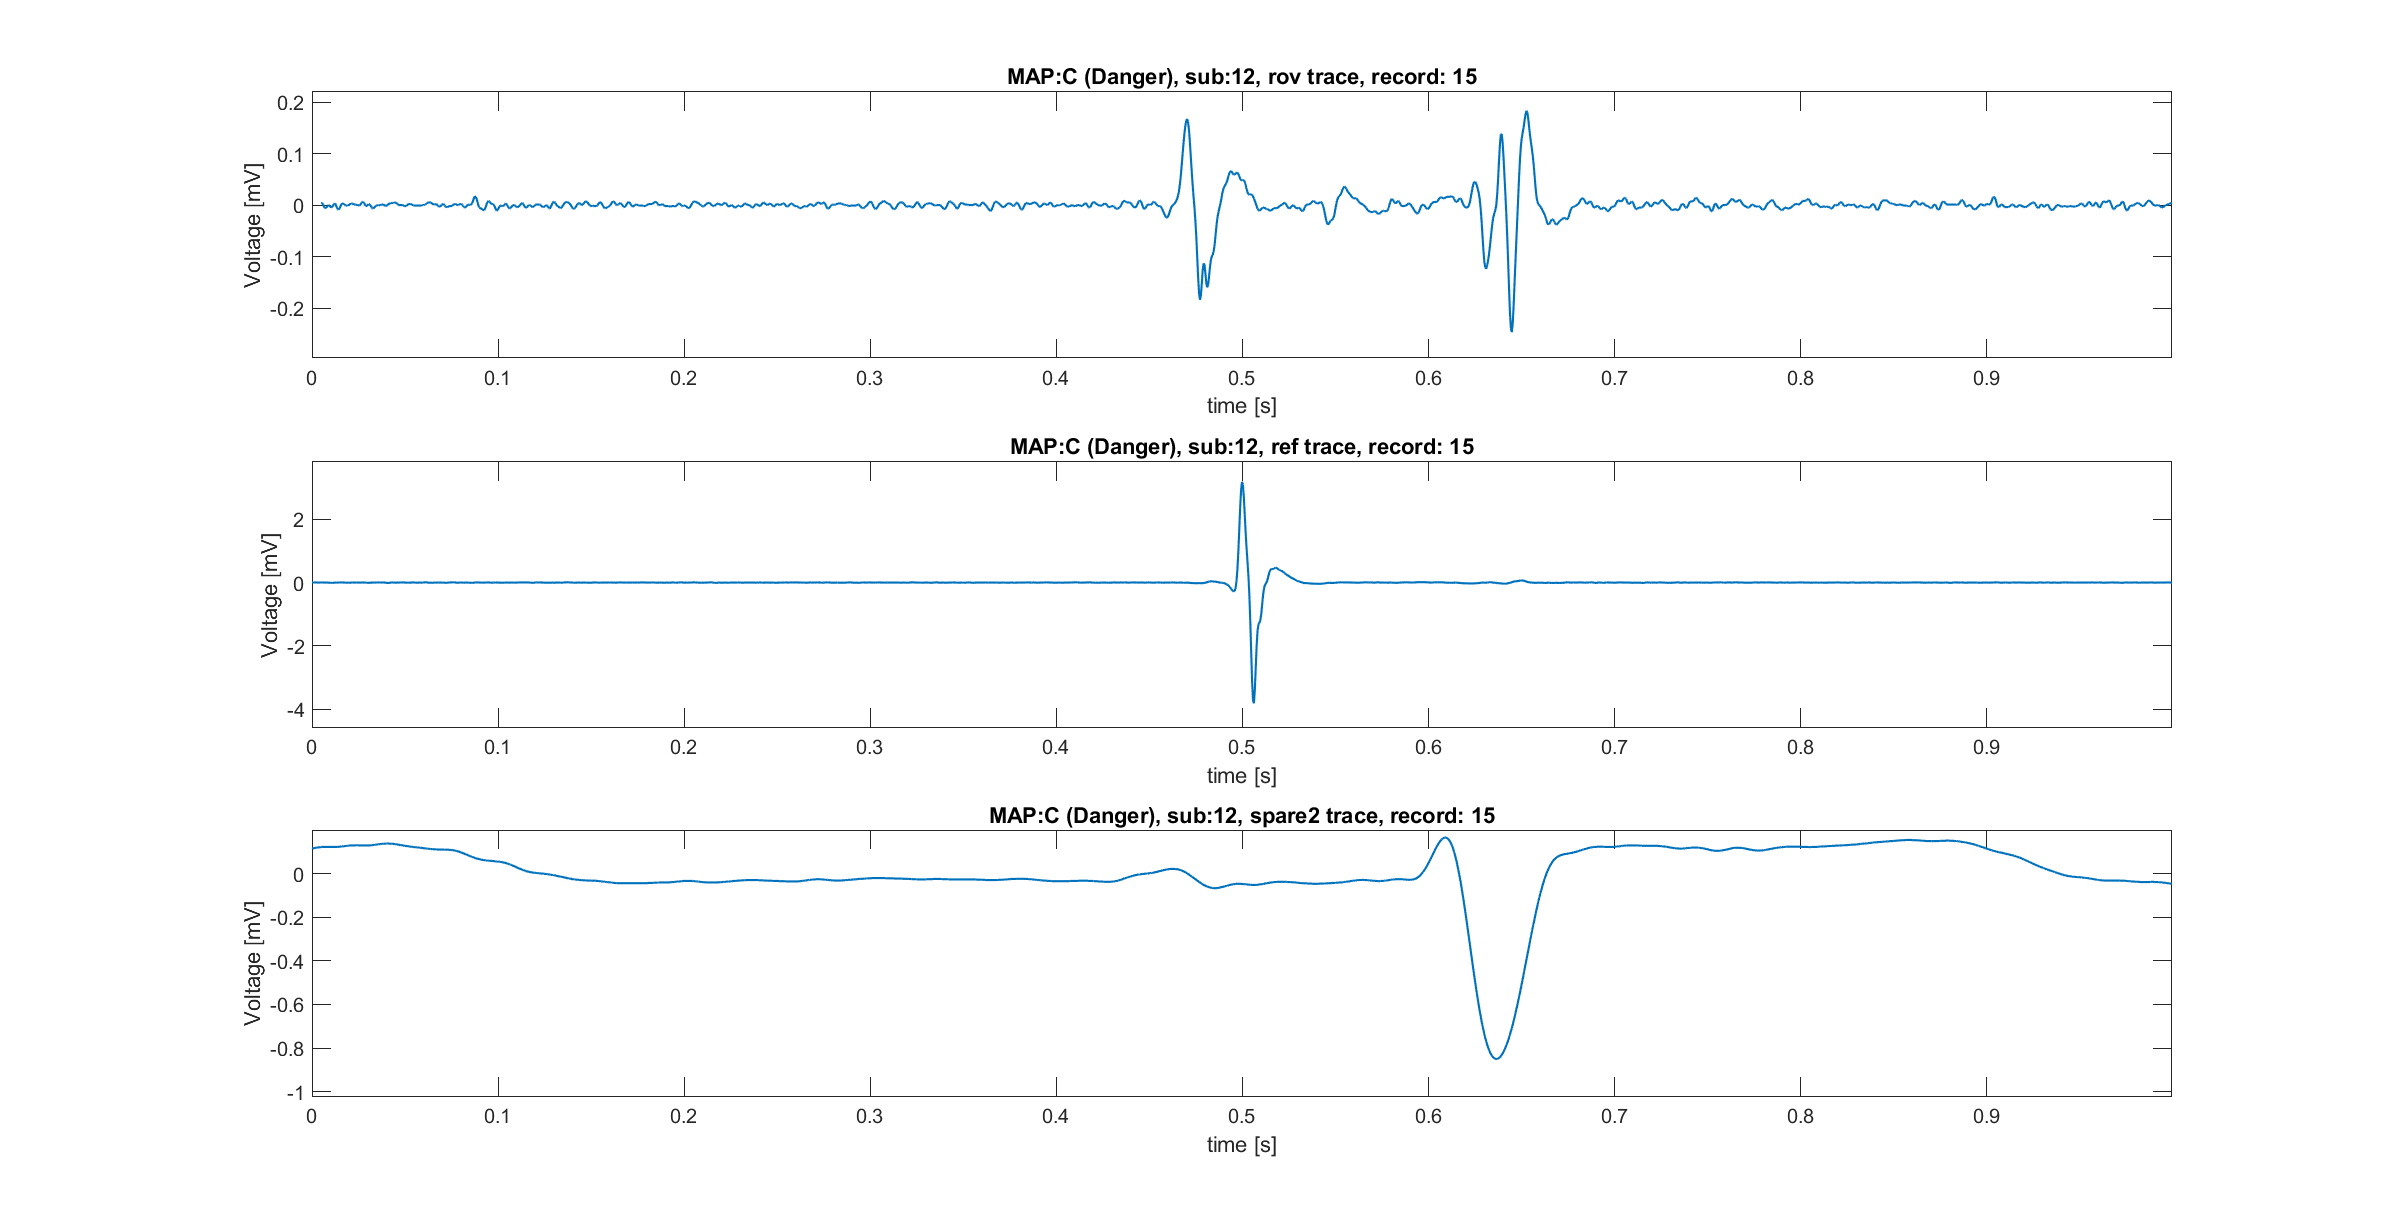 MAP:C (Danger), sub:12, rov trace, record: 15
0.2
0.1
0
-0.1
-0.2
Voltage [mV]
0 0.1 0.2 0.3 0.4 0.5 0.6 0.7 0.8 0.9
time [s]
MAP:C (Danger), sub:12, ref trace, record: 15
2
0
-2
-4
Voltage [mV]
0 0.1 0.2 0.3 0.4 0.5 0.6 0.7 0.8 0.9
time [s]
MAP:C (Danger), sub:12, spare2 trace, record: 15
0
-0.2
-0.4
-0.6
-0.8
-1
Voltage [mV]
0 0.1 0.2 0.3 0.4 0.5 0.6 0.7 0.8 0.9
time [s]